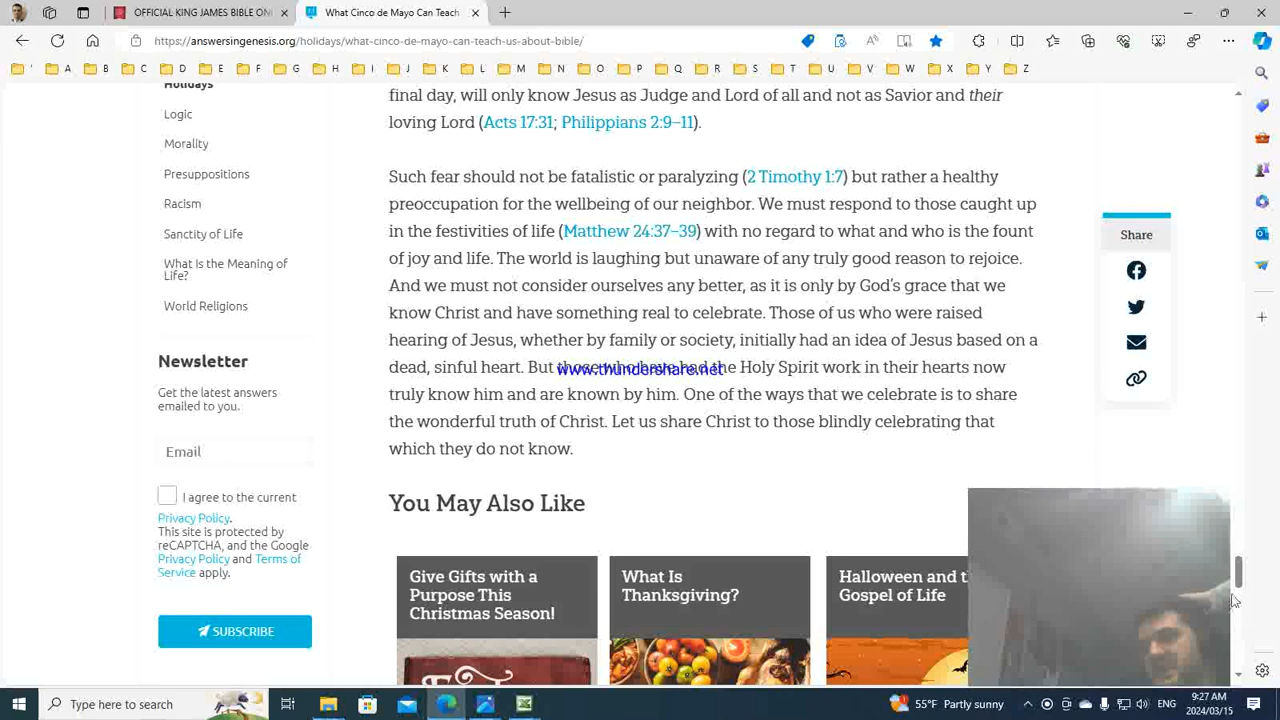 OFFICIAL KING JAMES BIBLE ONL
What Cinco De Mayo Can Teach
https://answersingenesis.org/holidays/what-cinco-de-mayo-can-teach-us-about-bible/
A B C D E F G H I J K L M N O P Q R S T U V W X Y Z
Holidays
Logic
Morality
Presuppositions
Racism
Sanctity of Life
What Is the Meaning of
Life?
World Religions
Newsletter
Get the latest answers
emailed to you.
Email
I agree to the current
Privacy Policy.
This site is protected by
reCAPTCHA, and the Google
Privacy Policy and Terms of
Service apply.
SUBSCRIBE
final day, will only know Jesus as Judge and Lord of all and not as Savior and their
loving Lord (Acts 17:31; Philippians 2:9–11).
Such fear should not be fatalistic or paralyzing (2 Timothy 1:7) but rather a healthy
preoccupation for the wellbeing of our neighbor. We must respond to those caught up
in the festivities of life (Matthew 24:37–39) with no regard to what and who is the fount
of joy and life. The world is laughing but unaware of any truly good reason to rejoice.
And we must not consider ourselves any better, as it is only by God’s grace that we
know Christ and have something real to celebrate. Those of us who were raised
hearing of Jesus, whether by family or society, initially had an idea of Jesus based on a
dead, sinful heart. But those who have had the Holy Spirit work in their hearts now
www.thundershare.net
truly know him and are known by him. One of the ways that we celebrate is to share
the wonderful truth of Christ. Let us share Christ to those blindly celebrating that
which they do not know.
You May Also Like
Give Gifts with a
Purpose This
Christmas Season!
What Is
Thanksgiving?
Halloween and t
Gospel of Life
Share
Type here to search
55°F Partly sunny
ENG
9:27 AM
2024/03/15